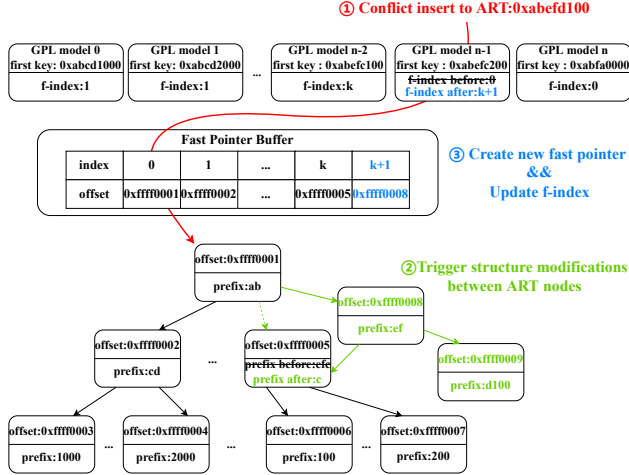 ① Conflict insert to ART:0xabefd100
GPL model 0
first key: 0xabcd1000
f-index:1
GPL model 1
first key: 0xabcd2000
f-index:1
...
GPL model n-2
first key : 0xabefc100
f-index:k
GPL model n-1
first key : 0xabefc200
f-index before:0
f-index after:k+1
GPL model n
first key: 0xabfa0000
f-index:0
Fast Pointer Buffer
index 0 1 ... k k+1
offset 0xffff0001 0xffff0002 ... 0xffff0005 0xffff0008
③ Create new fast pointer
&&
Update f-index
②Trigger structure modifications
between ART nodes
offset:0xffff0001
prefix:ab
offset:0xffff0008
prefix:ef
offset:0xffff0002
prefix:cd
...
offset:0xffff0005
prefix before:efc
prefix after:c
offset:0xffff0009
prefix:d100
offset:0xffff0003
prefix:1000
...
offset:0xffff0004
prefix:2000
...
offset:0xffff0006
prefix:100
...
offset:0xffff0007
prefix:200